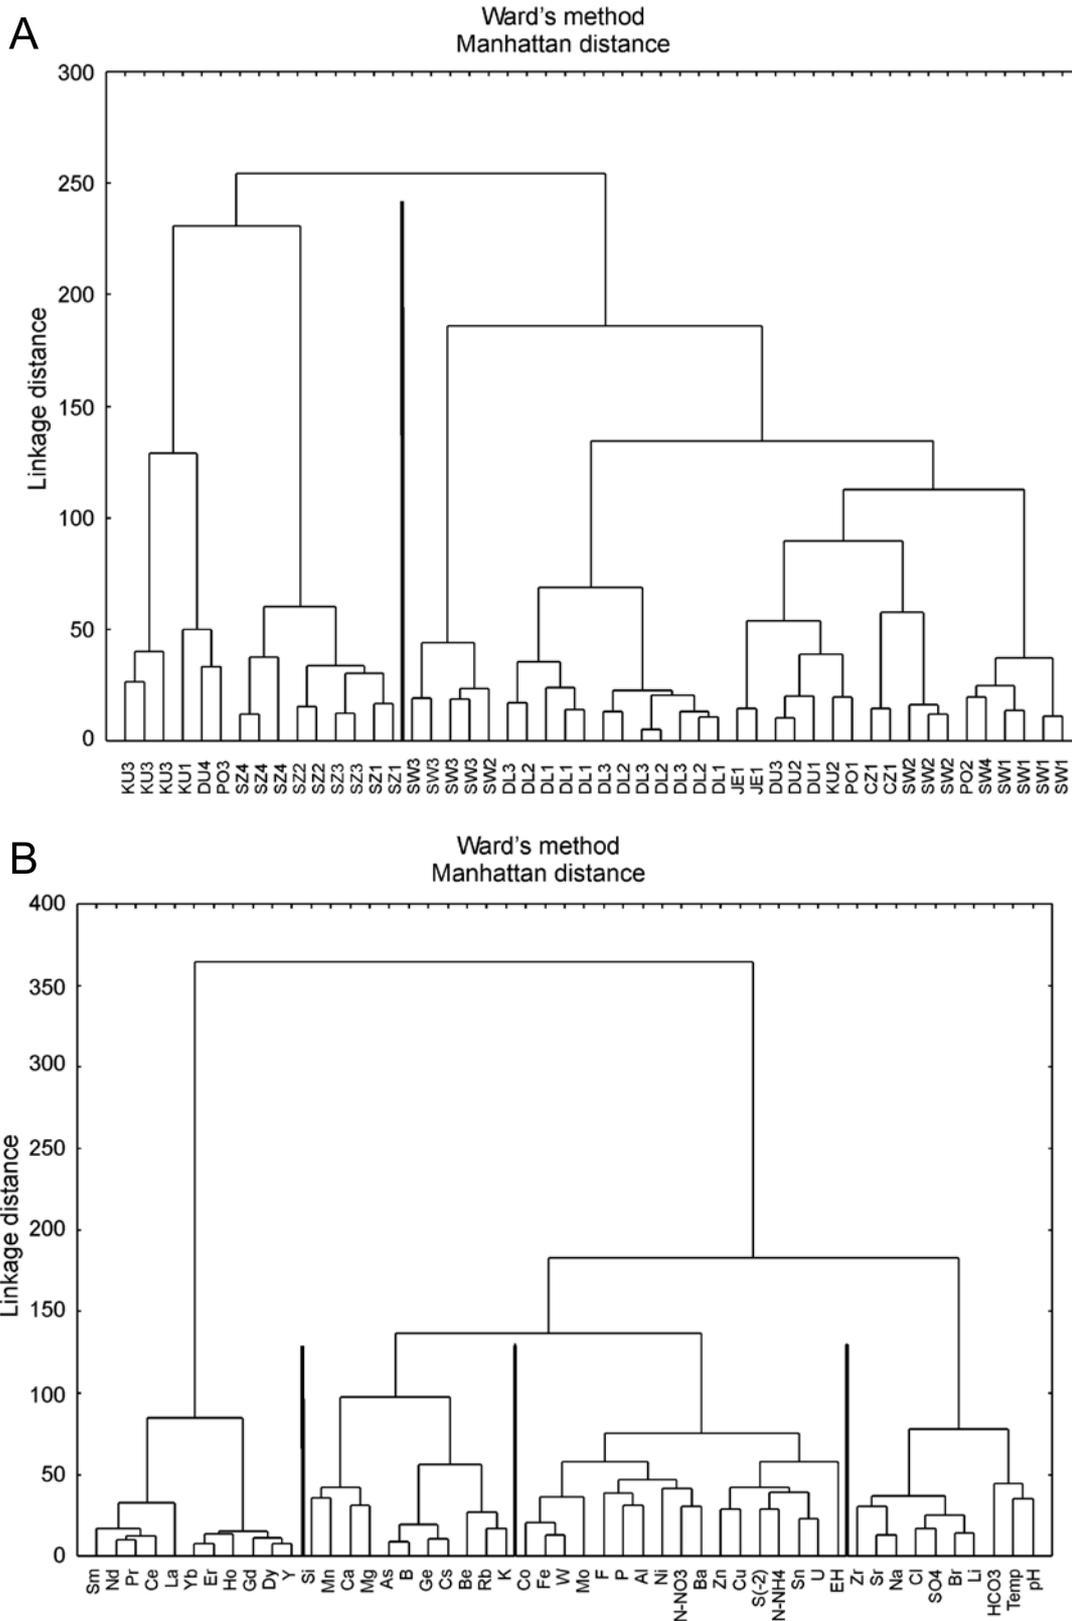 A
Ward's method
Manhattan distance
300
250
200
150
100
50
0
Linkage distance
KU3 KU3 KU3 KU1 DU4 PO3 SZ4 SZ4 SZ4 SZ2 SZ2 SZ3 SZ3 SZ1 SZ1 SW3 SW3 SW3 SW3 SW2 DL3 DL2 DL1 DL1 DL1 DL3 DL2 DL3 DL2 DL3 DL2 DL1 JE1 JE1 DU3 DU2 DU1 KU2 PO1 CZ1 CZ1 SW2 SW2 SW2 PO2 SW4 SW1 SW1 SW1 SW1
B
Ward's method
Manhattan distance
400
350
300
250
200
150
100
50
0
Linkage distance
Sm Nd Pr Ce La Yb Er Ho Gd Dy Y Si Mn Ca Mg As B Ge Cs Be Rb K Co Fe W Mo F P Al Ni N-NO3 Ba Zn Cu S(-2) N-NH4 Sn U EH Zr Sr Na Cl SO4 Br Li HCO3 Temp pH